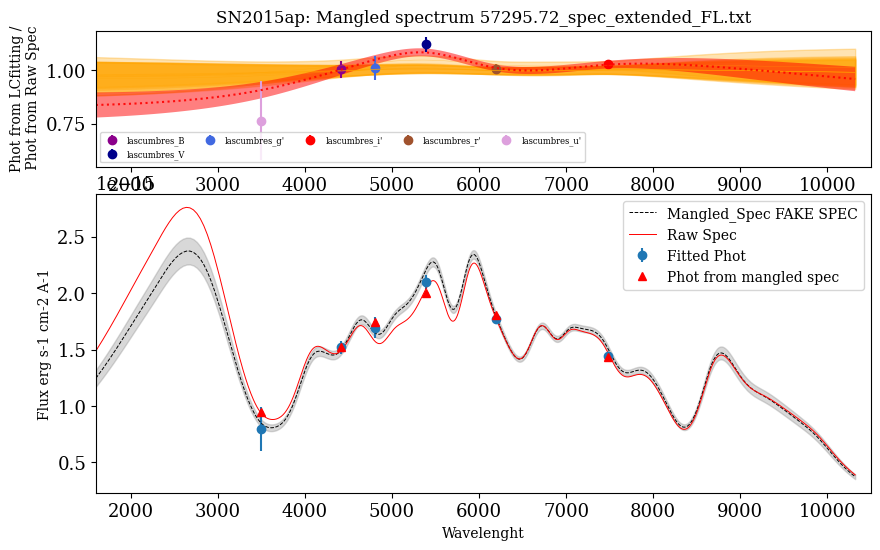 SN2015ap: Mangled spectrum 57295.72_spec_extended_FL.txt
Phot from LCfitting /
Phot from Raw Spec
1.00
0.75
lascumbres_B
lascumbres_V
lascumbres_g'
lascumbres_i'
lascumbres_r'
lascumbres_u'
2000 3000 4000 5000 6000 7000 8000 9000 10000
1e−15
Flux erg s-1 cm-2 A-1
2.5
2.0
1.5
1.0
0.5
Mangled_Spec FAKE SPEC
Raw Spec
Fitted Phot
Phot from mangled spec
2000 3000 4000 5000 6000 7000 8000 9000 10000
Wavelenght